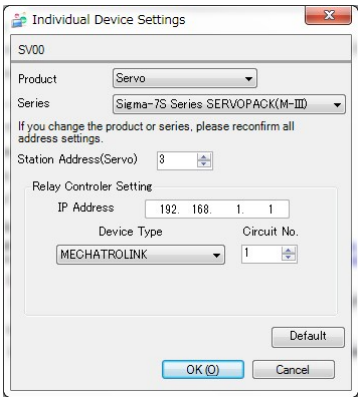 Individual Device Settings
SV00
Product Servo
Series Sigma-7S Series SERVOPACK(M-III)
If you change the product or series, please reconfirm all
address settings.
Station Address(Servo) 3
Relay Controler Setting
IP Address 192. 168. 1. 1
Device Type Circuit No.
MECHATROLINK 1
Default
OK (O) Cancel